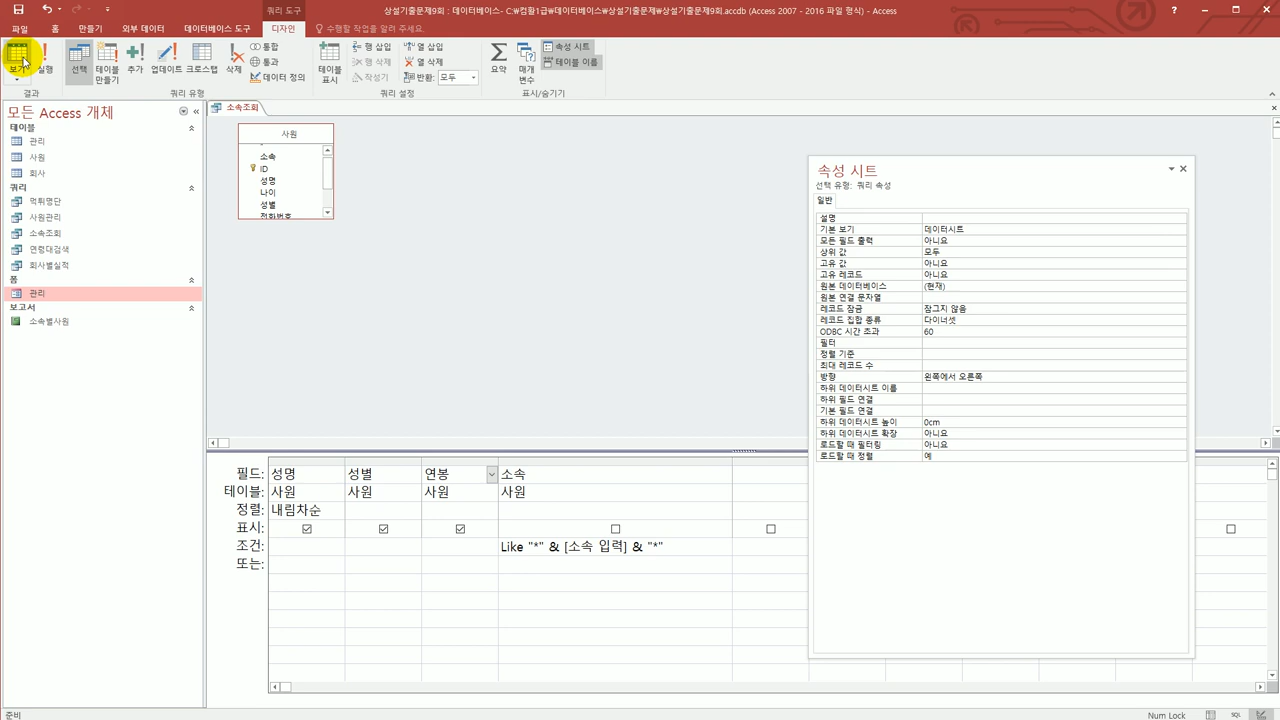 쿼리 도구
상설기출문제9회 : 데이터베이스- C:₩컴활1급₩데이터베이스₩상설기출문제₩상설기출문제9회.accdb (Access 2007 - 2016 파일 형식) - Access
파일 홈 만들기 외부 데이터 데이터베이스 도구 디자인 수행할 작업을 알려 주세요.
보기 실행
선택 테이블 만들기 추가 업데이트 크로스탭 삭제
통합
통과
데이터 정의
테이블 표시
행 삽입
행 삭제
작성기
열 삽입
열 삭제
반환: 모두
요약 매개 변수
속성 시트
테이블 이름
결과 쿼리 유형 쿼리 설정 표시/숨기기
모든 Access 개체
테이블
관리
사원
회사
쿼리
먹튀명단
사원관리
소속조회
연령대검색
회사별실적
폼
관리
보고서
소속별사원
소속조회
사원
소속
ID
성명
나이
성별
전화번호
속성 시트
선택 유형: 쿼리 속성
일반
설명
기본 보기 데이터시트
모든 필드 출력 아니요
상위 값 모두
고유 값 아니요
고유 레코드 아니요
원본 데이터베이스 (현재)
원본 연결 문자열
레코드 잠금 잠그지 않음
레코드 집합 종류 다이너셋
ODBC 시간 초과 60
필터
정렬 기준
최대 레코드 수
방향 왼쪽에서 오른쪽
하위 데이터시트 이름
하위 필드 연결
기본 필드 연결
하위 데이터시트 높이 0cm
하위 데이터시트 확장 아니요
로드할 때 필터링 아니요
로드할 때 정렬 예
필드: 성명 성별 연봉 소속
테이블: 사원 사원 사원 사원
정렬: 내림차순
표시:
조건: Like "*" & [소속 입력] & "*"
또는:
준비
Num Lock
SQL